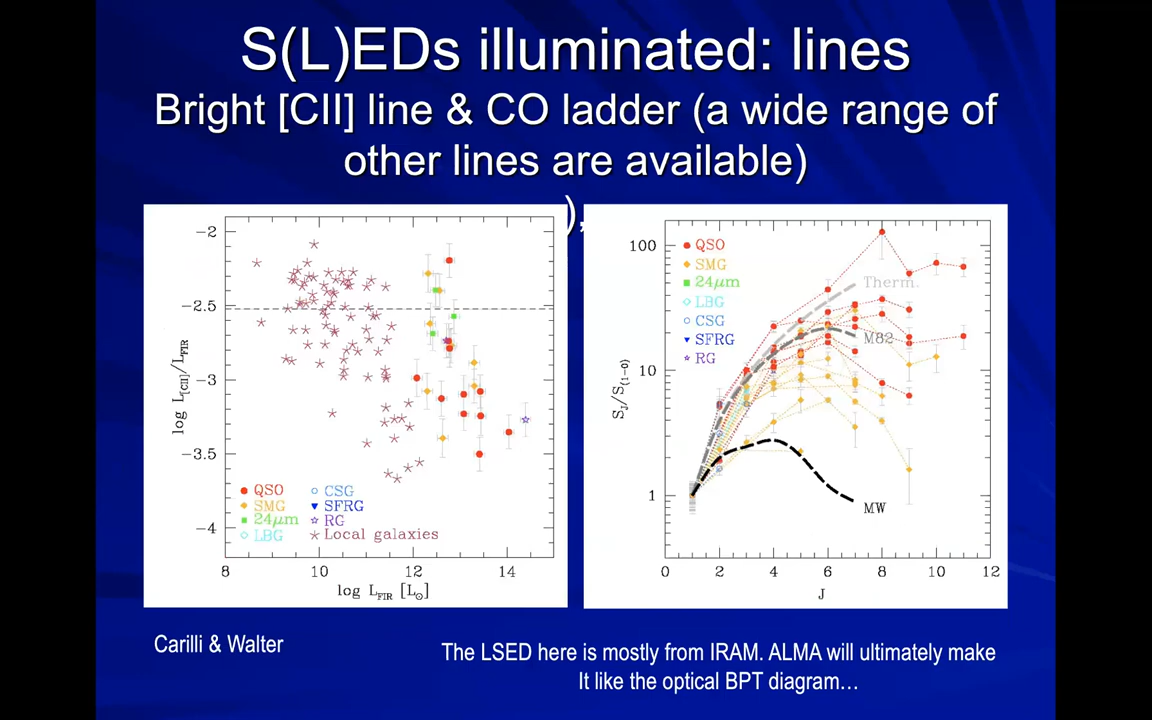 S(L)EDs illuminated: lines
Bright [CII] line & CO ladder (a wide range of
other lines are available)
),
−2
−2.5
−3
−3.5
−4
log L[CII]/LFIR
QSO
SMG
24μm
LBG
CSG
SFRG
RG
Local galaxies
8
10
12
14
log LFIR [L⊙]
100
10
1
SJ/S(1−0)
QSO
SMG
24μm
LBG
CSG
SFRG
RG
Therm.
M82
MW
0
2
4
6
8
10
12
J
Carilli & Walter
The LSED here is mostly from IRAM. ALMA will ultimately make
It like the optical BPT diagram…